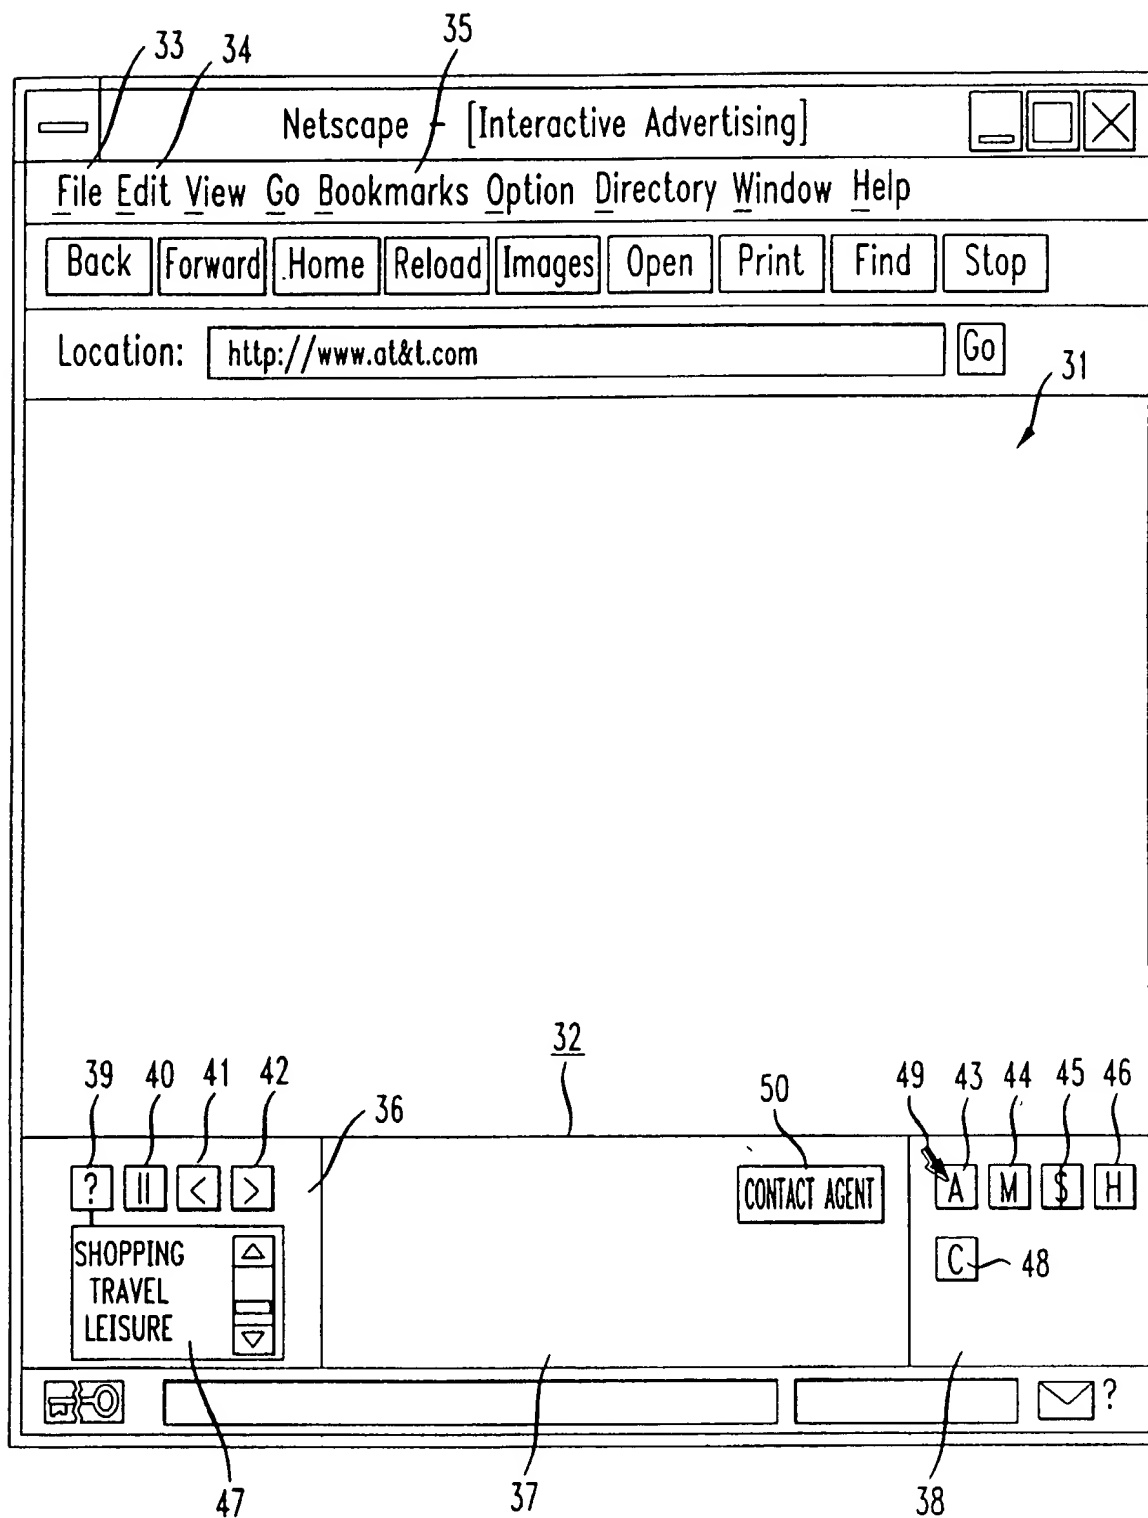 33 34 35
Netscape - [Interactive Advertising]
File Edit View Go Bookmarks Option Directory Window Help
Back Forward Home Reload Images Open Print Find Stop
Location: http://www.at&t.com Go
31
32
39 40 41 42 36 50 49 43 44 45 46
? || < > CONTACT AGENT A M $ H
SHOPPING
TRAVEL
LEISURE
C 48
?
47 37 38